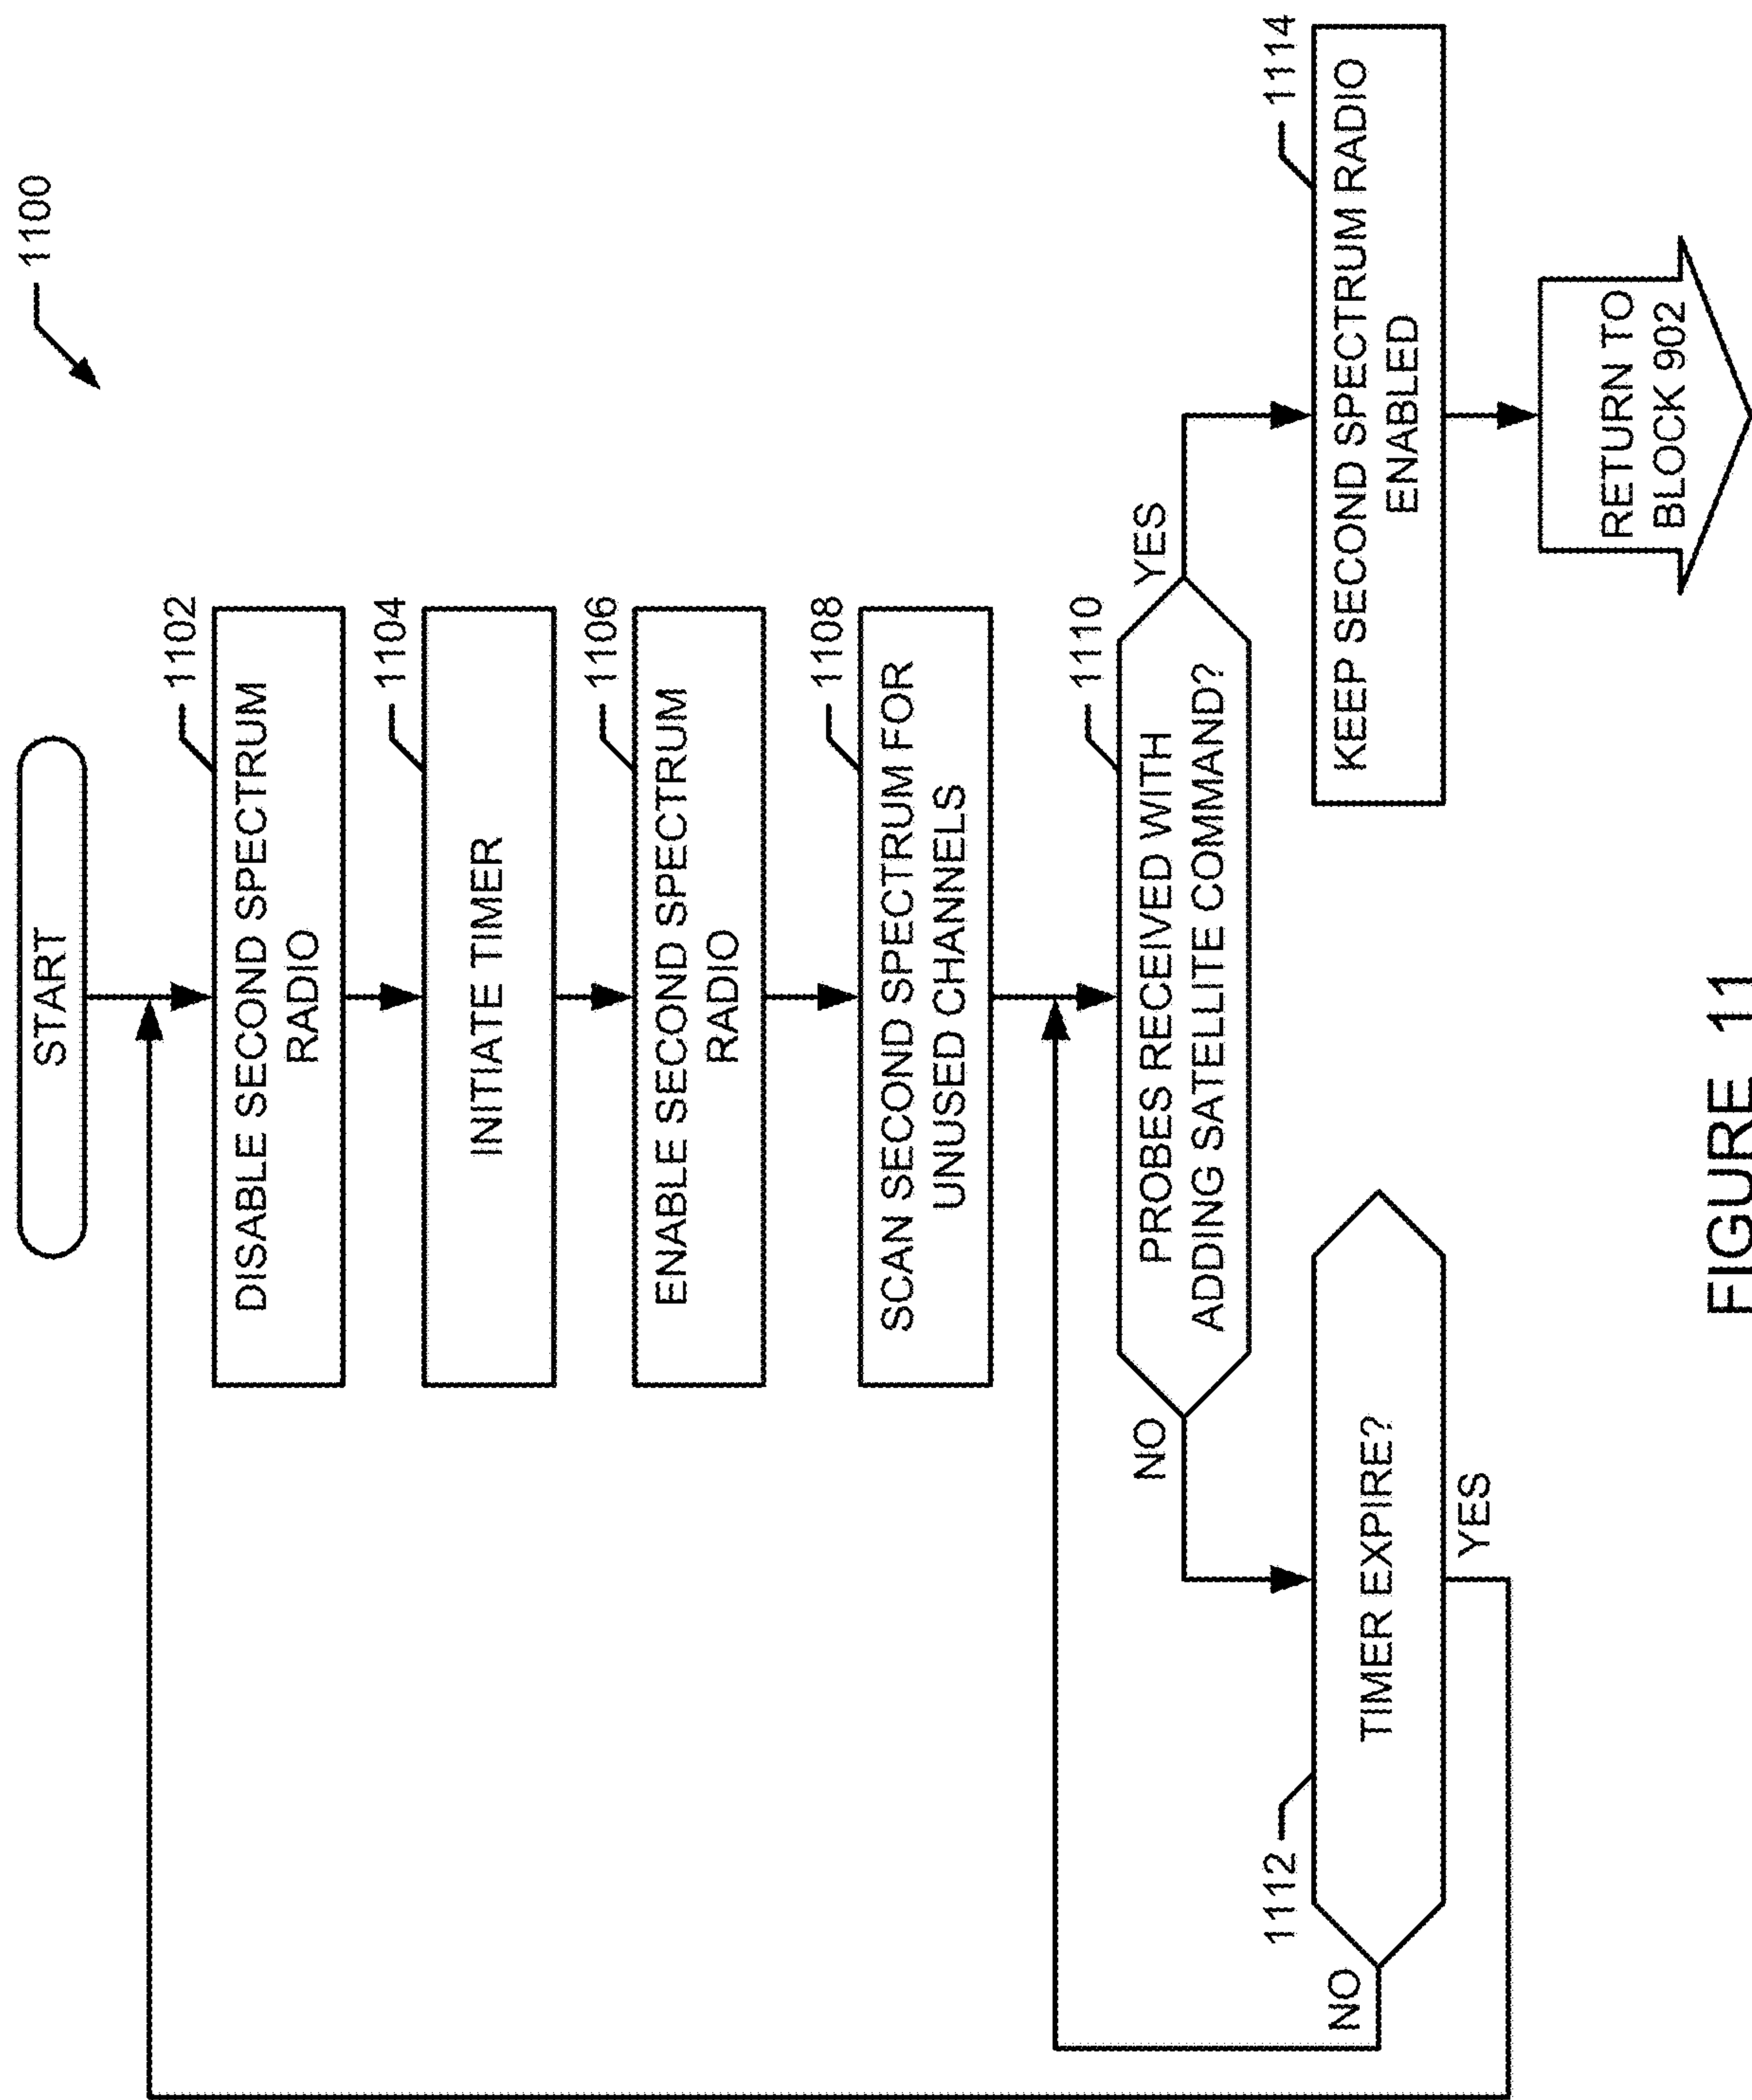 1100
START
1102
DISABLE SECOND SPECTRUM
RADIO
1104
INITIATE TIMER
1106
ENABLE SECOND SPECTRUM
RADIO
1108
SCAN SECOND SPECTRUM FOR
UNUSED CHANNELS
1110
PROBES RECEIVED WITH
ADDING SATELLITE COMMAND?
NO
YES
1112
TIMER EXPIRE?
NO
YES
1114
KEEP SECOND SPECTRUM RADIO
ENABLED
RETURN TO
BLOCK 902
FIGURE 11